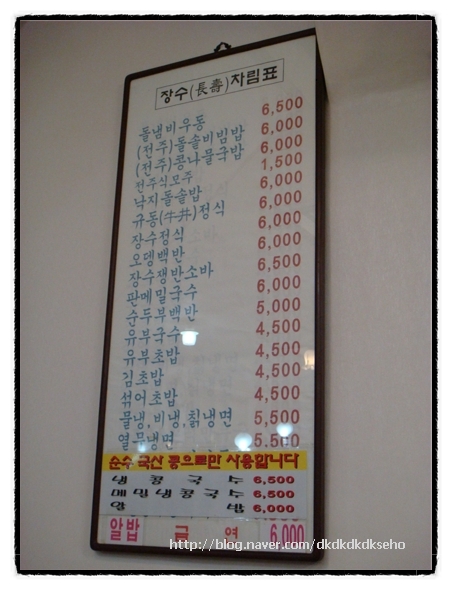 장수(長壽)차림표
돌냄비우동 6,500
(전주)돌솥비빔밥 6,000
(전주)콩나물국밥 6,000
전주식모주 1,500
낙지돌솥밥 6,000
규동(牛井)정식 6,000
장수정식 6,000
오뎅백반 6,000
장수쟁반소바 6,500
판메밀국수 6,000
순두부백반 5,000
유부국수 4,500
유부초밥 4,500
김초밥 4,500
섞어초밥 4,500
물냉,비냉,칡냉면 5,500
열무냉면
순수 국산 콩으로만 사용합니다
냉콩국수 6,500
메밀냉콩국수 6,500
알밥 6,000
알밥 금연 6,000
http://blog.naver.com/dkdkdkdkseho